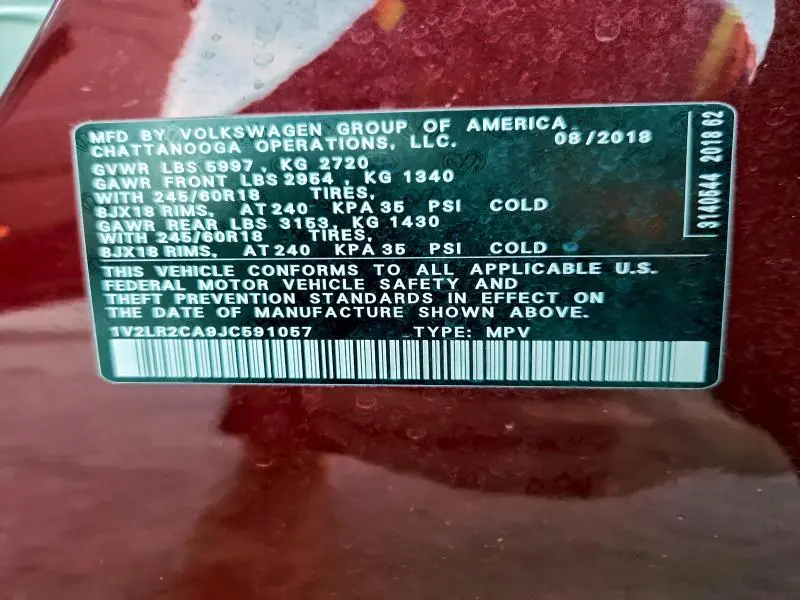 MFD BY VOLKSWAGEN GROUP OF AMERICA
CHATTANOOGA OPERATIONS, LLC. 08/2018
GVWR LBS 5997, KG 2720
GAWR FRONT LBS 2954, KG 1340
WITH 245/60R18 TIRES,
8JX18 RIMS, AT 240 KPA 35 PSI COLD
GAWR REAR LBS 3153, KG 1430
WITH 245/60R18 TIRES,
8JX18 RIMS, AT 240 KPA 35 PSI COLD
THIS VEHICLE CONFORMS TO ALL APPLICABLE U.S.
FEDERAL MOTOR VEHICLE SAFETY AND
THEFT PREVENTION STANDARDS IN EFFECT ON
THE DATE OF MANUFACTURE SHOWN ABOVE.
1V2LR2CA9JC591057 TYPE: MPV
3140644 2018 62